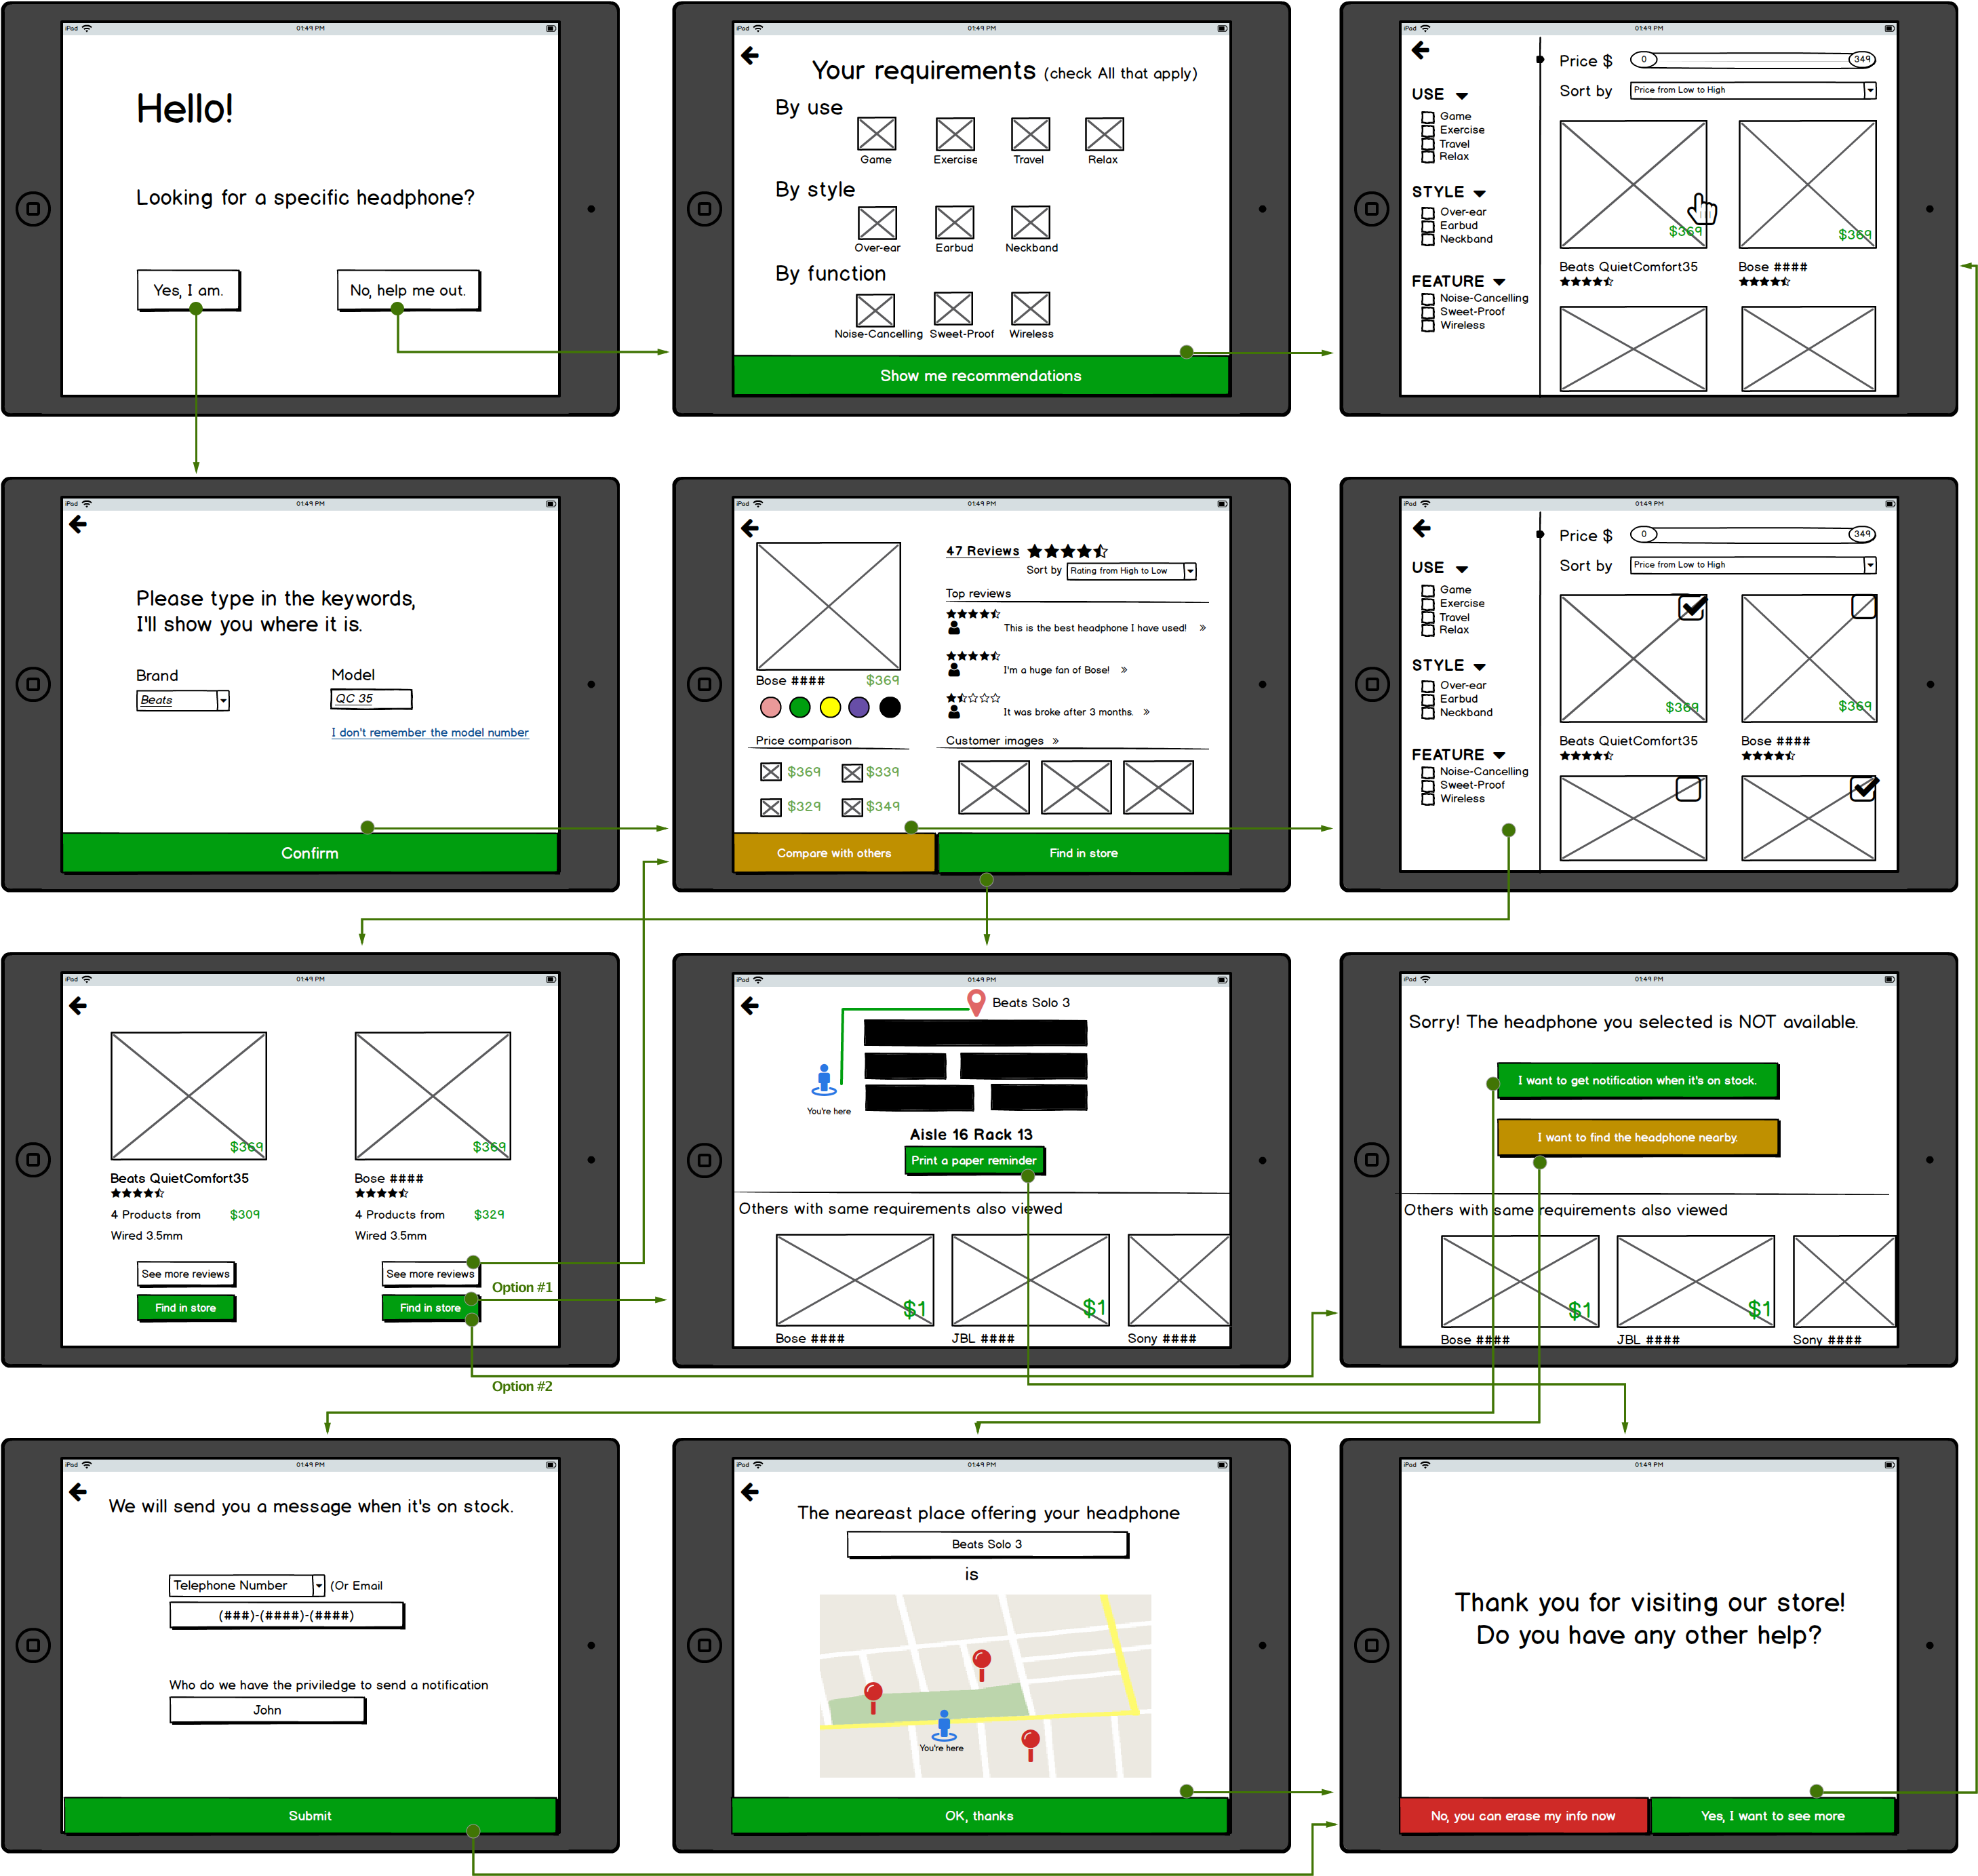 iPod 01:49 PM
Hello!
Looking for a specific headphone?
Yes, I am.
No, help me out.
iPod 01:49 PM
Your requirements (check All that apply)
By use
Game Exercise Travel Relax
By style
Over-ear Earbud Neckband
By function
Noise-Cancelling Sweet-Proof Wireless
Show me recommendations
iPod 01:49 PM
Price $ 0 349
Sort by Price from Low to High
USE
Game
Exercise
Travel
Relax
STYLE
Over-ear
Earbud
Neckband
FEATURE
Noise-Cancelling
Sweet-Proof
Wireless
$369 $369
Beats QuietComfort35 Bose ####
iPod 01:49 PM
Please type in the keywords,
I'll show you where it is.
Brand Model
Beats QC 35
I don't remember the model number
Confirm
iPod 01:49 PM
Bose #### $369
Price comparison
$369 $339
$329 $349
47 Reviews
Sort by Rating from High to Low
Top reviews
This is the best headphone I have used! »
I'm a huge fan of Bose! »
It was broke after 3 months. »
Customer images »
Compare with others
Find in store
iPod 01:49 PM
Price $ 0 349
Sort by Price from Low to High
USE
Game
Exercise
Travel
Relax
STYLE
Over-ear
Earbud
Neckband
FEATURE
Noise-Cancelling
Sweet-Proof
Wireless
$369 $369
Beats QuietComfort35 Bose ####
iPod 01:49 PM
$369 $369
Beats QuietComfort35 Bose ####
4 Products from $309 4 Products from $329
Wired 3.5mm Wired 3.5mm
See more reviews See more reviews
Find in store Find in store
Option #1
Option #2
iPod 01:49 PM
Beats Solo 3
You're here
Aisle 16 Rack 13
Print a paper reminder
Others with same requirements also viewed
$1 $1
Bose #### JBL #### Sony ####
iPod 01:49 PM
Sorry! The headphone you selected is NOT available.
I want to get notification when it's on stock.
I want to find the headphone nearby.
Others with same requirements also viewed
$1 $1
Bose #### JBL #### Sony ####
iPod 01:49 PM
We will send you a message when it's on stock.
Telephone Number (Or Email
(###)-(####)-(####)
Who do we have the priviledge to send a notification
John
Submit
iPod 01:49 PM
The neareast place offering your headphone
Beats Solo 3
is
You're here
OK, thanks
iPod 01:49 PM
Thank you for visiting our store!
Do you have any other help?
No, you can erase my info now
Yes, I want to see more